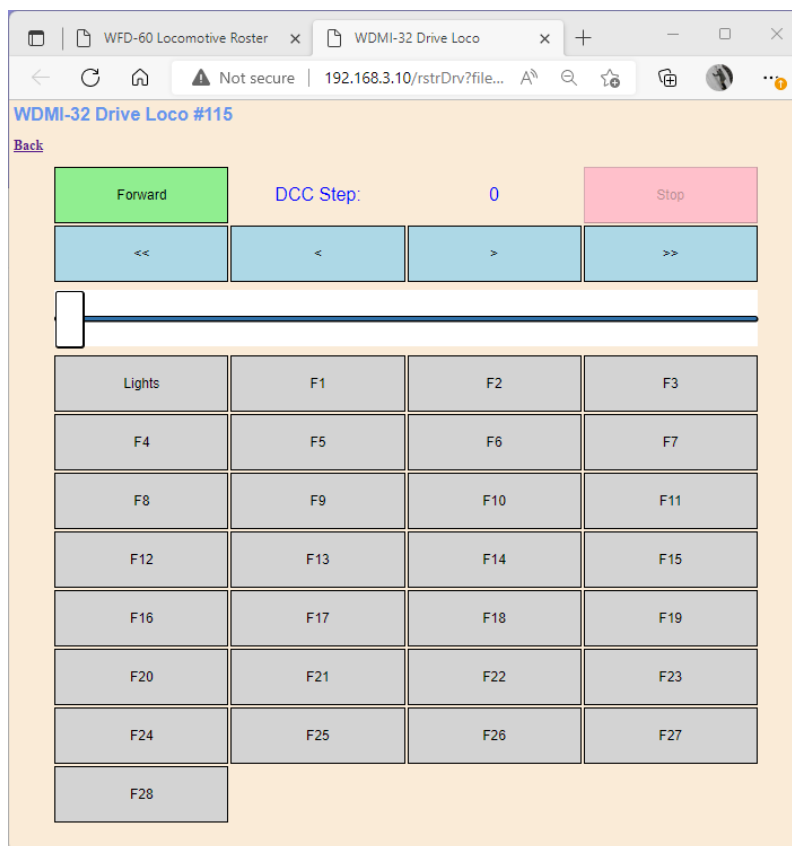 WFD-60 Locomotive Roster
WDMI-32 Drive Loco
Not secure
192.168.3.10/rstrDrv?file...
WDMI-32 Drive Loco #115
Back
Forward DCC Step: 0 Stop
<< < > >>
Lights F1 F2 F3
F4 F5 F6 F7
F8 F9 F10 F11
F12 F13 F14 F15
F16 F17 F18 F19
F20 F21 F22 F23
F24 F25 F26 F27
F28